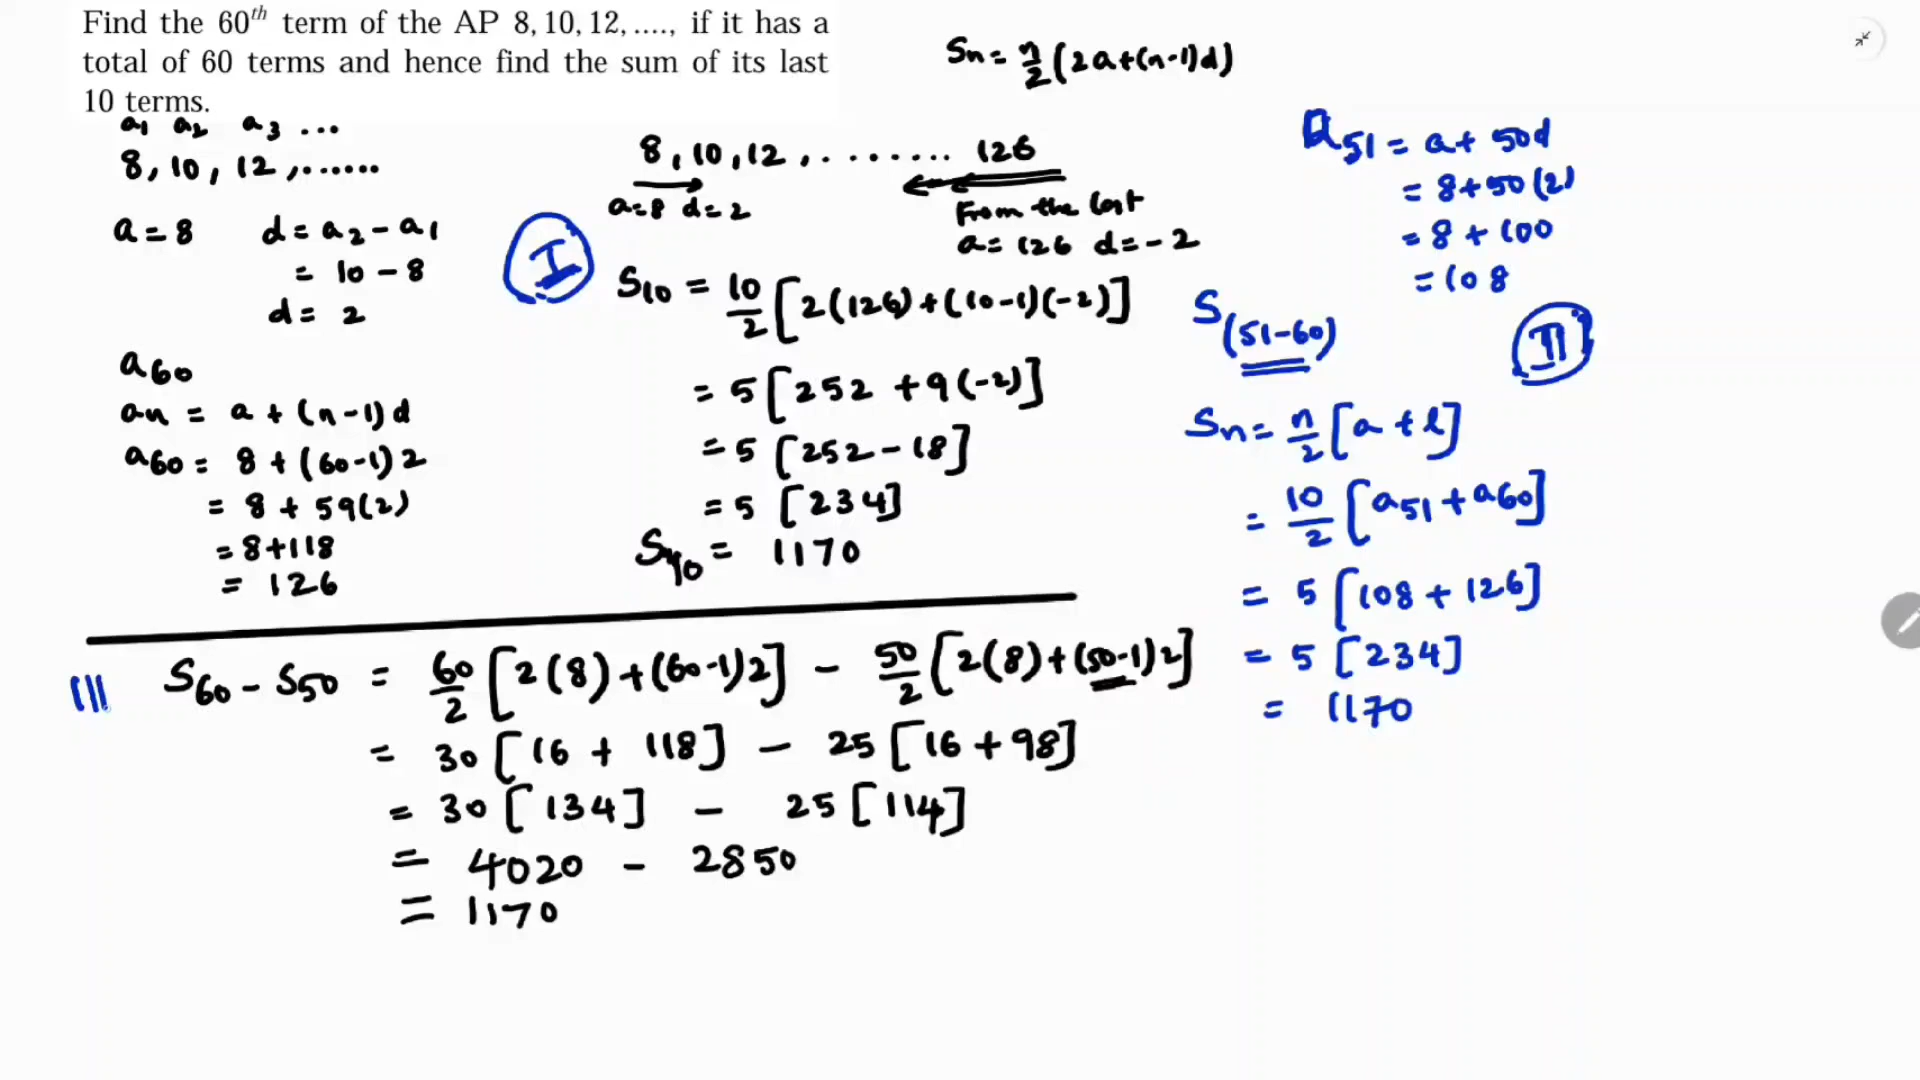 Find the 60th term of the AP 8, 10, 12, ...., if it has a
total of 60 terms and hence find the sum of its last
10 terms.
a1 a2 a3 ...
8, 10, 12, ......
a = 8 d = a2 - a1
= 10 - 8
d = 2
a60
an = a + (n-1)d
a60 = 8 + (60-1)2
= 8 + 59(2)
= 8+118
= 126
Sn = n/2 (2a+(n-1)d)
8, 10, 12, ........ 126
a=8 d=2
From the last
a = 126 d = -2
I
S10 = 10/2 [2(126)+(10-1)(-2)]
= 5 [252 + 9(-2)]
= 5 [252 - 18]
= 5 [234]
S10 = 1170
a51 = a + 50d
= 8+50(2)
= 8 + 100
= 108
S(51-60)
II
Sn = n/2 [a + l]
= 10/2 [a51 + a60]
= 5 [108 + 126]
= 5 [234]
= 1170
III S60 - S50 = 60/2 [2(8)+(60-1)2] - 50/2 [2(8)+(50-1)2]
= 30 [16 + 118] - 25 [16 + 98]
= 30 [134] - 25 [114]
= 4020 - 2850
= 1170